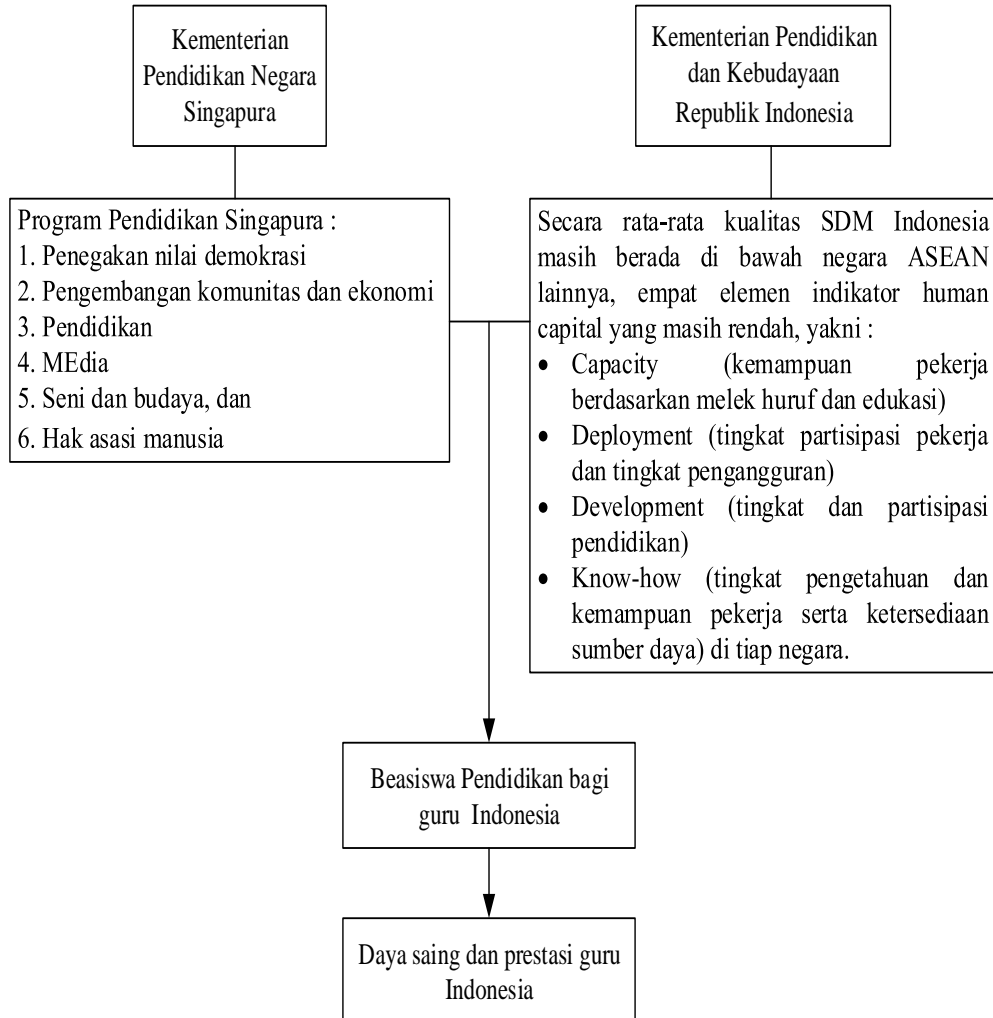 Kementerian
Pendidikan Negara
Singapura
Kementerian Pendidikan
dan Kebudayaan
Republik Indonesia
Program Pendidikan Singapura :
1. Penegakan nilai demokrasi
2. Pengembangan komunitas dan ekonomi
3. Pendidikan
4. MEdia
5. Seni dan budaya, dan
6. Hak asasi manusia
Secara rata-rata kualitas SDM Indonesia
masih berada di bawah negara ASEAN
lainnya, empat elemen indikator human
capital yang masih rendah, yakni :
• Capacity (kemampuan pekerja
berdasarkan melek huruf dan edukasi)
• Deployment (tingkat partisipasi pekerja
dan tingkat pengangguran)
• Development (tingkat dan partisipasi
pendidikan)
• Know-how (tingkat pengetahuan dan
kemampuan pekerja serta ketersediaan
sumber daya) di tiap negara.
Beasiswa Pendidikan bagi
guru Indonesia
Daya saing dan prestasi guru
Indonesia